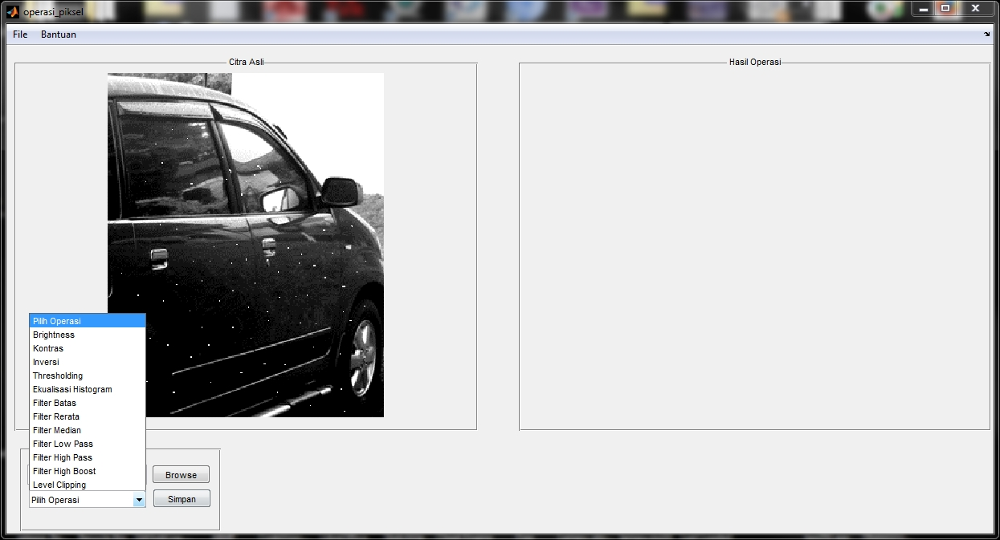 operasi_piksel
File Bantuan
Citra Asli
Hasil Operasi
Pilih Operasi
Brightness
Kontras
Inversi
Thresholding
Ekualisasi Histogram
Filter Batas
Filter Rerata
Filter Median
Filter Low Pass
Filter High Pass
Filter High Boost
Level Clipping
Browse
Pilih Operasi
Simpan